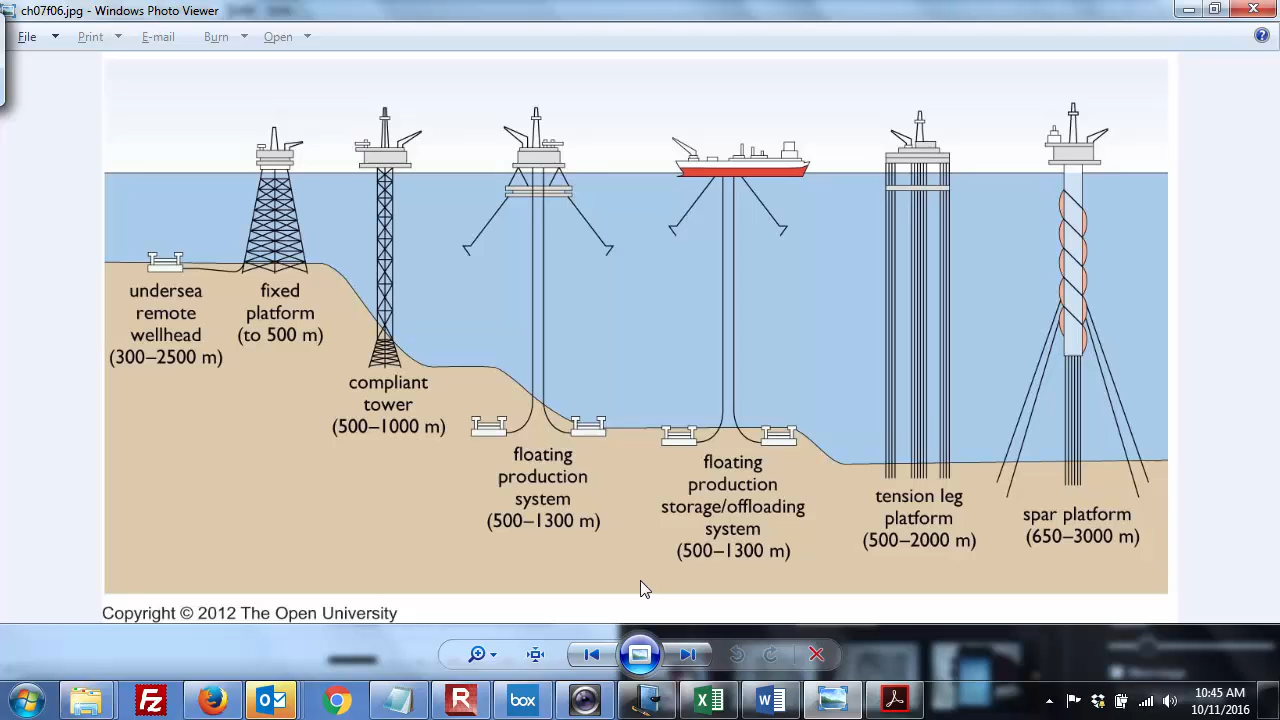 ch07f06.jpg - Windows Photo Viewer
File Print E-mail Burn Open
undersea
remote
wellhead
(300–2500 m)
fixed
platform
(to 500 m)
compliant
tower
(500–1000 m)
floating
production
system
(500–1300 m)
floating
production
storage/offloading
system
(500–1300 m)
tension leg
platform
(500–2000 m)
spar platform
(650–3000 m)
Copyright © 2012 The Open University
box
10:45 AM
10/11/2016